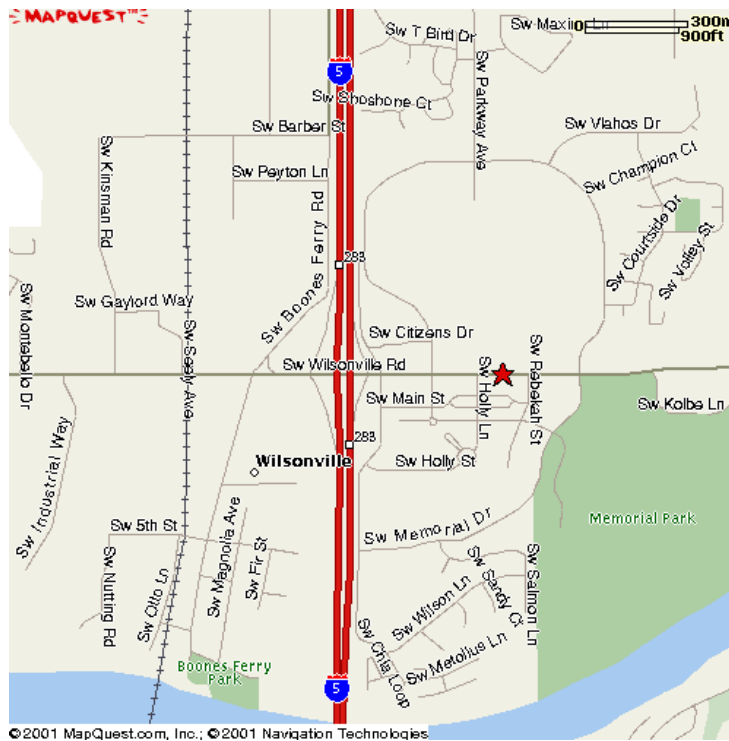 MAPQUEST™
Sw T Bird Dr
Sw Maxim Ln
0 300m
900ft
5
Sw Parkway Ave
Sw Shoshone Ct
Sw Barber St
Sw Vlahos Dr
Sw Kinsman Rd
Sw Peyton Ln
Sw Champion Ct
Sw Boones Ferry Rd
Sw Courtside Dr
Sw Volley St
283
Sw Montebello Dr
Sw Gaylord Way
Sw Seely Ave
Sw Citizens Dr
Sw Wilsonville Rd
Sw Holly Ln
Sw Rebekah St
Sw Main St
Sw Kolbe Ln
Sw Industrial Way
283
Wilsonville
Sw Holly St
Sw Memorial Dr
Memorial Park
Sw 5th St
Sw Magnolia Ave
Sw Fir St
Sw Nutting Rd
Sw Otto Ln
Sw Wilson Ln
Sw Sandy Ct
Sw Salmon Ln
Sw Chia Loop
Sw Metolius Ln
Boones Ferry
Park
5
©2001 MapQuest.com, Inc.; ©2001 Navigation Technologies